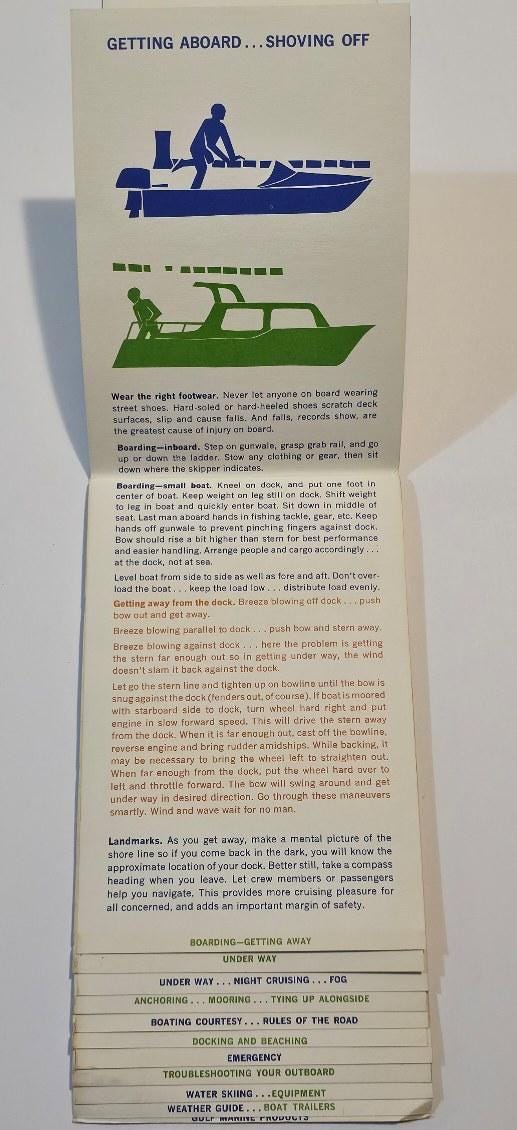 GETTING ABOARD...SHOVING OFF
Wear the right footwear. Never let anyone on board wearing
street shoes. Hard-soled or hard-heeled shoes scratch deck
surfaces, slip and cause falls. And falls, records show, are
the greatest cause of injury on board.
Boarding—inboard. Step on gunwale, grasp grab rail, and go
up or down the ladder. Stow any clothing or gear, then sit
down where the skipper indicates.
Boarding—small boat. Kneel on dock, and put one foot in
center of boat. Keep weight on leg still on dock. Shift weight
to leg in boat and quickly enter boat. Sit down in middle of
seat. Last man aboard hands in fishing tackle, gear, etc. Keep
hands off gunwale to prevent pinching fingers against dock.
Bow should rise a bit higher than stern for best performance
and easier handling. Arrange people and cargo accordingly...
at the dock, not at sea.
Level boat from side to side as well as fore and aft. Don't over-
load the boat...keep the load low...distribute load evenly.
Getting away from the dock. Breeze blowing off dock...push
bow out and get away.
Breeze blowing parallel to dock...push bow and stern away.
Breeze blowing against dock...here the problem is getting
the stern far enough out so in getting under way, the wind
doesn't slam it back against the dock.
Let go the stern line and tighten up on bowline until the bow is
snug against the dock (fenders out, of course). If boat is moored
with starboard side to dock, turn wheel hard right and put
engine in slow forward speed. This will drive the stern away
from the dock. When it is far enough out, cast off the bowline,
reverse engine and bring rudder amidships. While backing, it
may be necessary to bring the wheel left to straighten out.
When far enough from the dock, put the wheel hard over to
left and throttle forward. The bow will swing around and get
under way in desired direction. Go through these maneuvers
smartly. Wind and wave wait for no man.
Landmarks. As you get away, make a mental picture of the
shore line so if you come back in the dark, you will know the
approximate location of your dock. Better still, take a compass
heading when you leave. Let crew members or passengers
help you navigate. This provides more cruising pleasure for
all concerned, and adds an important margin of safety.
BOARDING—GETTING AWAY
UNDER WAY
UNDER WAY...NIGHT CRUISING...FOG
ANCHORING...MOORING...TYING UP ALONGSIDE
BOATING COURTESY...RULES OF THE ROAD
DOCKING AND BEACHING
EMERGENCY
TROUBLESHOOTING YOUR OUTBOARD
WATER SKIING...EQUIPMENT
WEATHER GUIDE...BOAT TRAILERS
GULF MARINE PRODUCTS